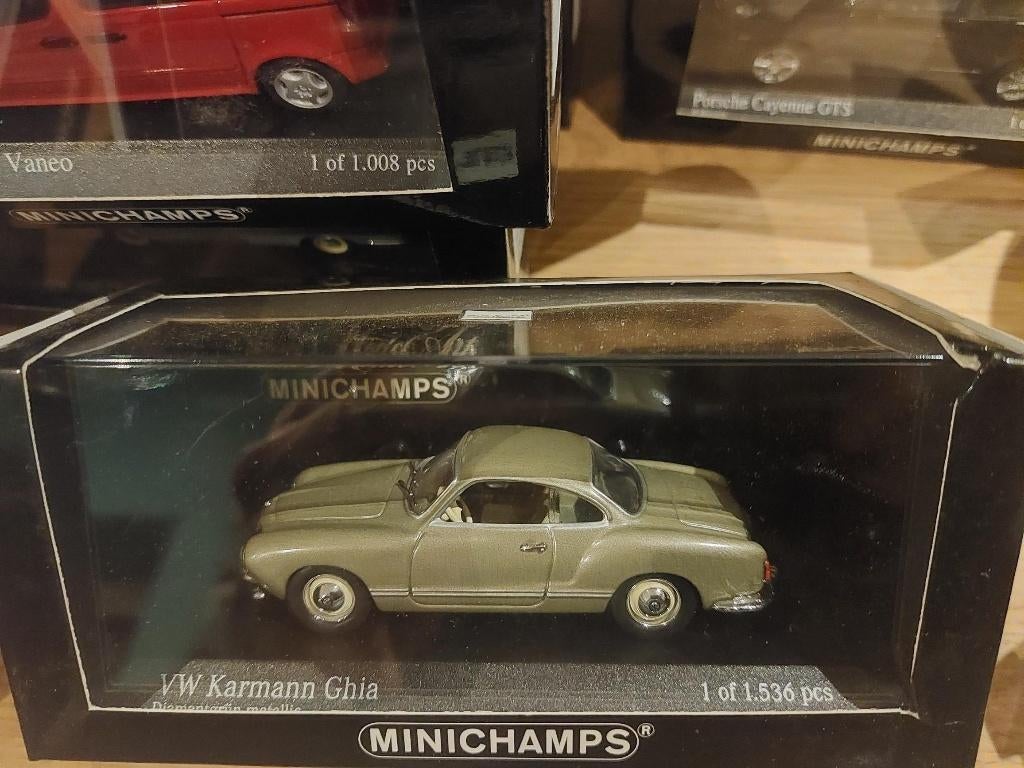 Vaneo
1 of 1.008 pcs
MINICHAMPS®
Porsche Cayenne GTS
MINICHAMPS
MINICHAMPS®
VW Karmann Ghia
1 of 1.536 pcs
metallic
MINICHAMPS®